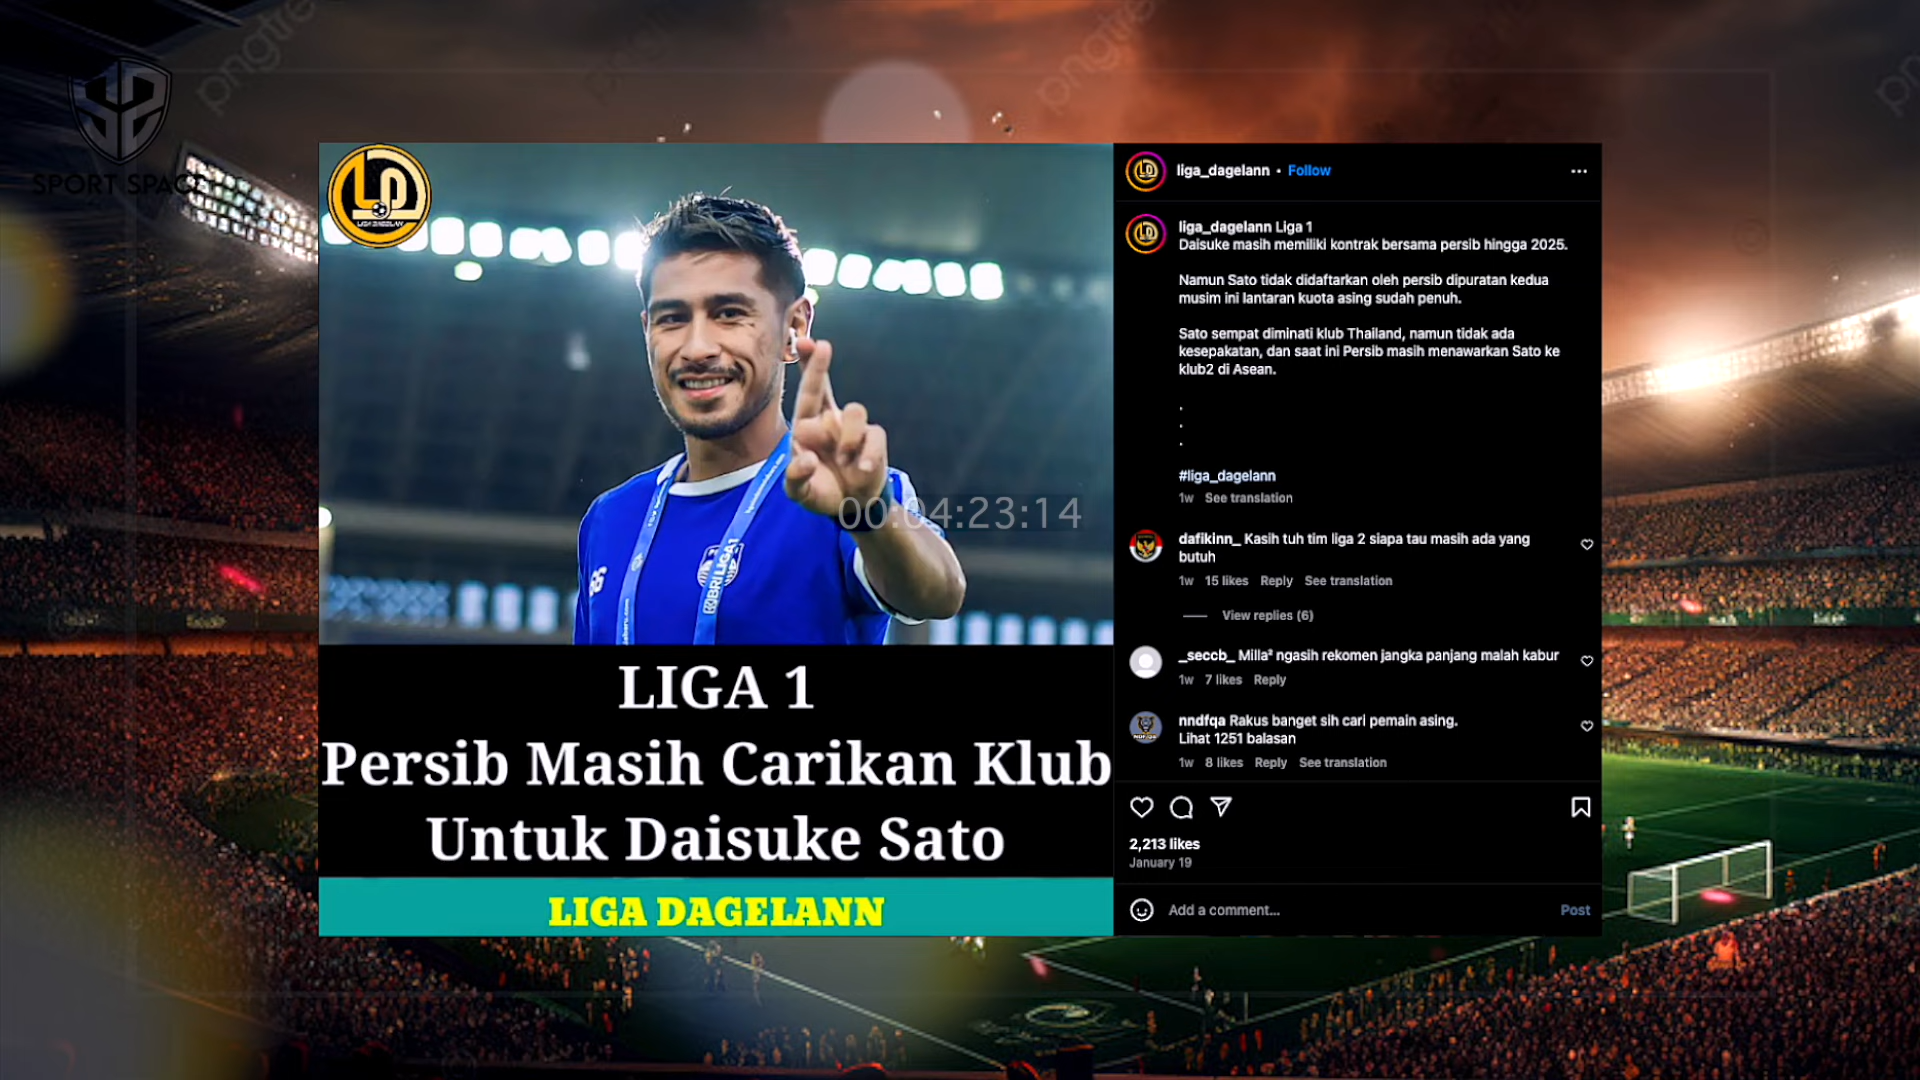 SPORT SPACE
LD
LIGA DAGELAN
BRI LIGA 1
00:04:23:14
LIGA 1
Persib Masih Carikan Klub
Untuk Daisuke Sato
LIGA DAGELANN
liga_dagelann • Follow
liga_dagelann Liga 1
Daisuke masih memiliki kontrak bersama persib hingga 2025.
Namun Sato tidak didaftarkan oleh persib dipuratan kedua
musim ini lantaran kuota asing sudah penuh.
Sato sempat diminati klub Thailand, namun tidak ada
kesepakatan, dan saat ini Persib masih menawarkan Sato ke
klub2 di Asean.
.
.
.
#liga_dagelann
1w See translation
dafikinn_ Kasih tuh tim liga 2 siapa tau masih ada yang
butuh
1w 15 likes Reply See translation
View replies (6)
_seccb_ Milla² ngasih rekomen jangka panjang malah kabur
1w 7 likes Reply
nndfqa Rakus banget sih cari pemain asing.
Lihat 1251 balasan
1w 8 likes Reply See translation
2,213 likes
January 19
Add a comment... Post